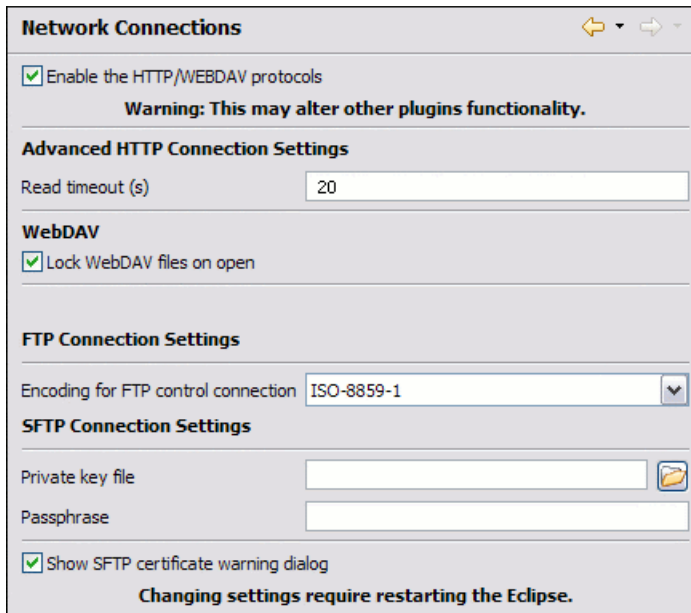 Network Connections
Enable the HTTP/WEBDAV protocols
Warning: This may alter other plugins functionality.
Advanced HTTP Connection Settings
Read timeout (s) 20
WebDAV
Lock WebDAV files on open
FTP Connection Settings
Encoding for FTP control connection ISO-8859-1
SFTP Connection Settings
Private key file
Passphrase
Show SFTP certificate warning dialog
Changing settings require restarting the Eclipse.